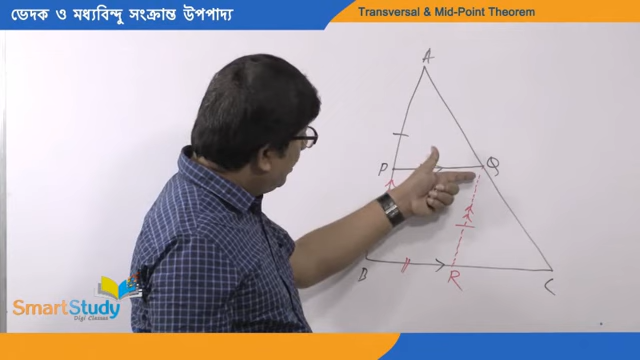 ভেদক ও মধ্যবিন্দু সংক্রান্ত উপপাদ্য
Transversal & Mid-Point Theorem
A
P
Q
B
R
C
SmartStudy
Digi Classes